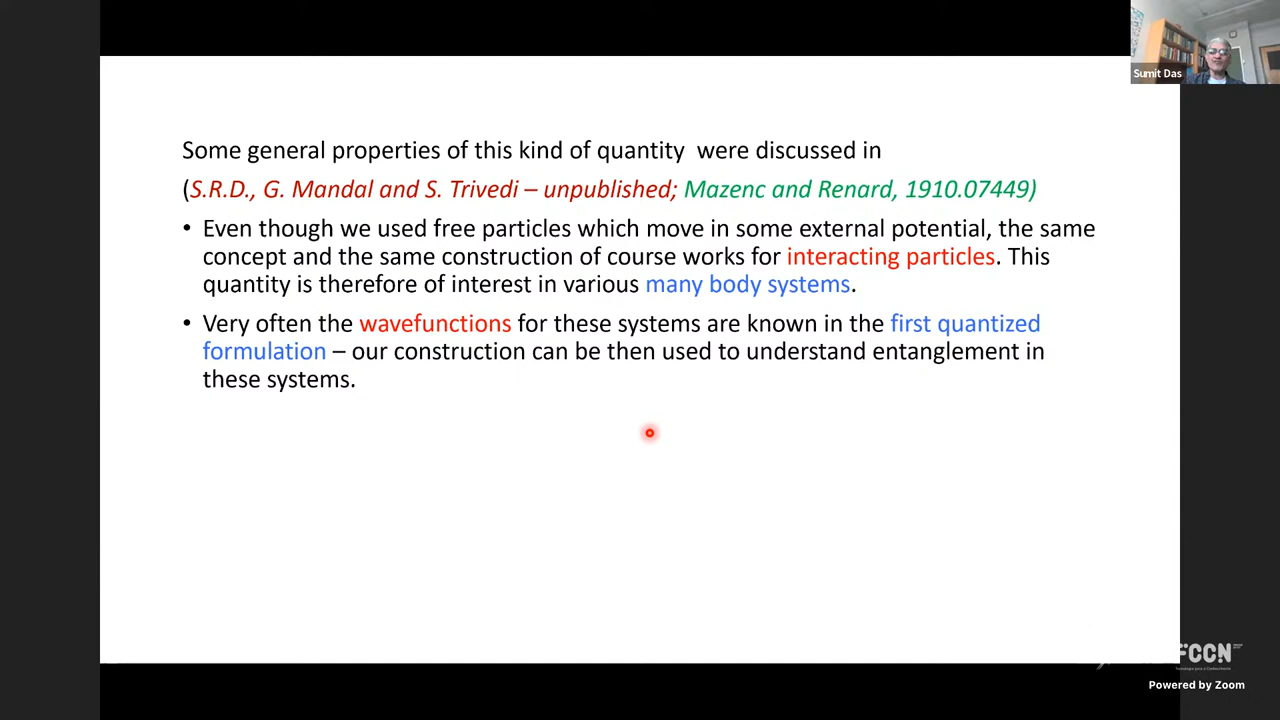 Sumit Das
Some general properties of this kind of quantity were discussed in
(S.R.D., G. Mandal and S. Trivedi – unpublished; Mazenc and Renard, 1910.07449)
• Even though we used free particles which move in some external potential, the same
concept and the same construction of course works for interacting particles. This
quantity is therefore of interest in various many body systems.
• Very often the wavefunctions for these systems are known in the first quantized
formulation – our construction can be then used to understand entanglement in
these systems.
FCCN
Powered by Zoom